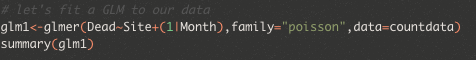 # let's fit a GLM to our data
glm1<-glmer(Dead~Site+(1|Month),family="poisson",data=countdata)
summary(glm1)